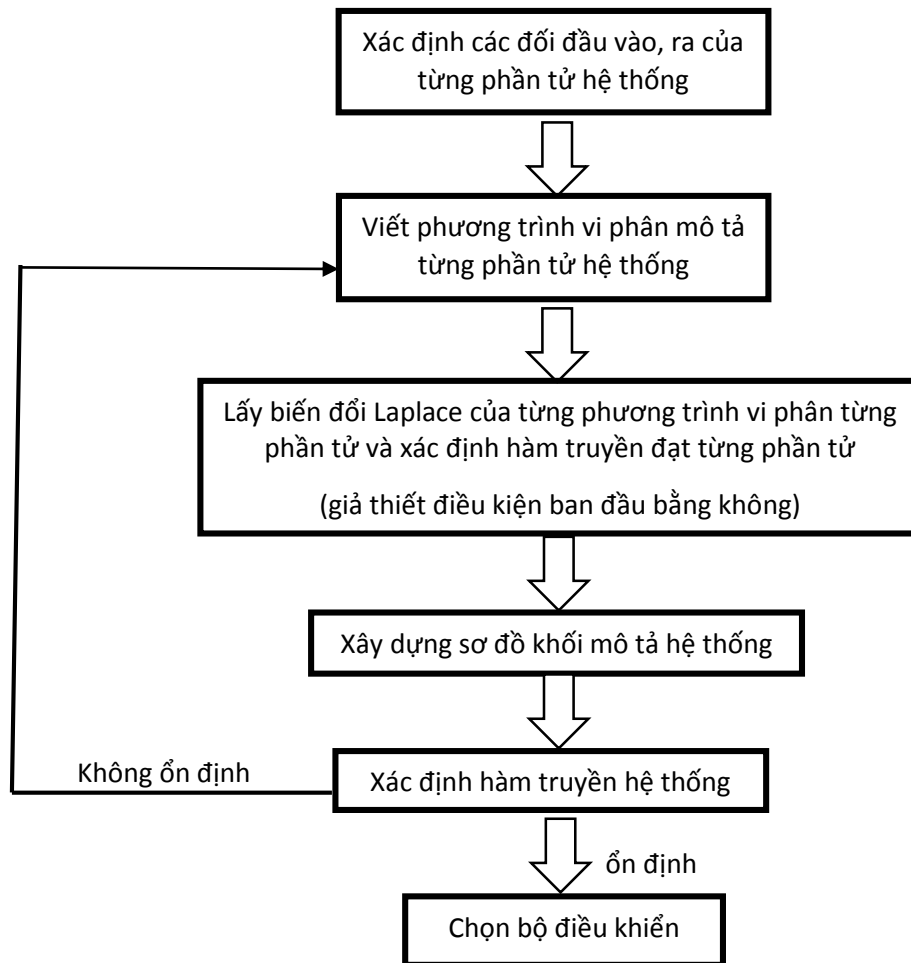 Xác định các đối đầu vào, ra của
từng phần tử hệ thống
Viết phương trình vi phân mô tả
từng phần tử hệ thống
Lấy biến đổi Laplace của từng phương trình vi phân từng
phần tử và xác định hàm truyền đạt từng phần tử
(giả thiết điều kiện ban đầu bằng không)
Xây dựng sơ đồ khối mô tả hệ thống
Không ổn định
Xác định hàm truyền hệ thống
ổn định
Chọn bộ điều khiển